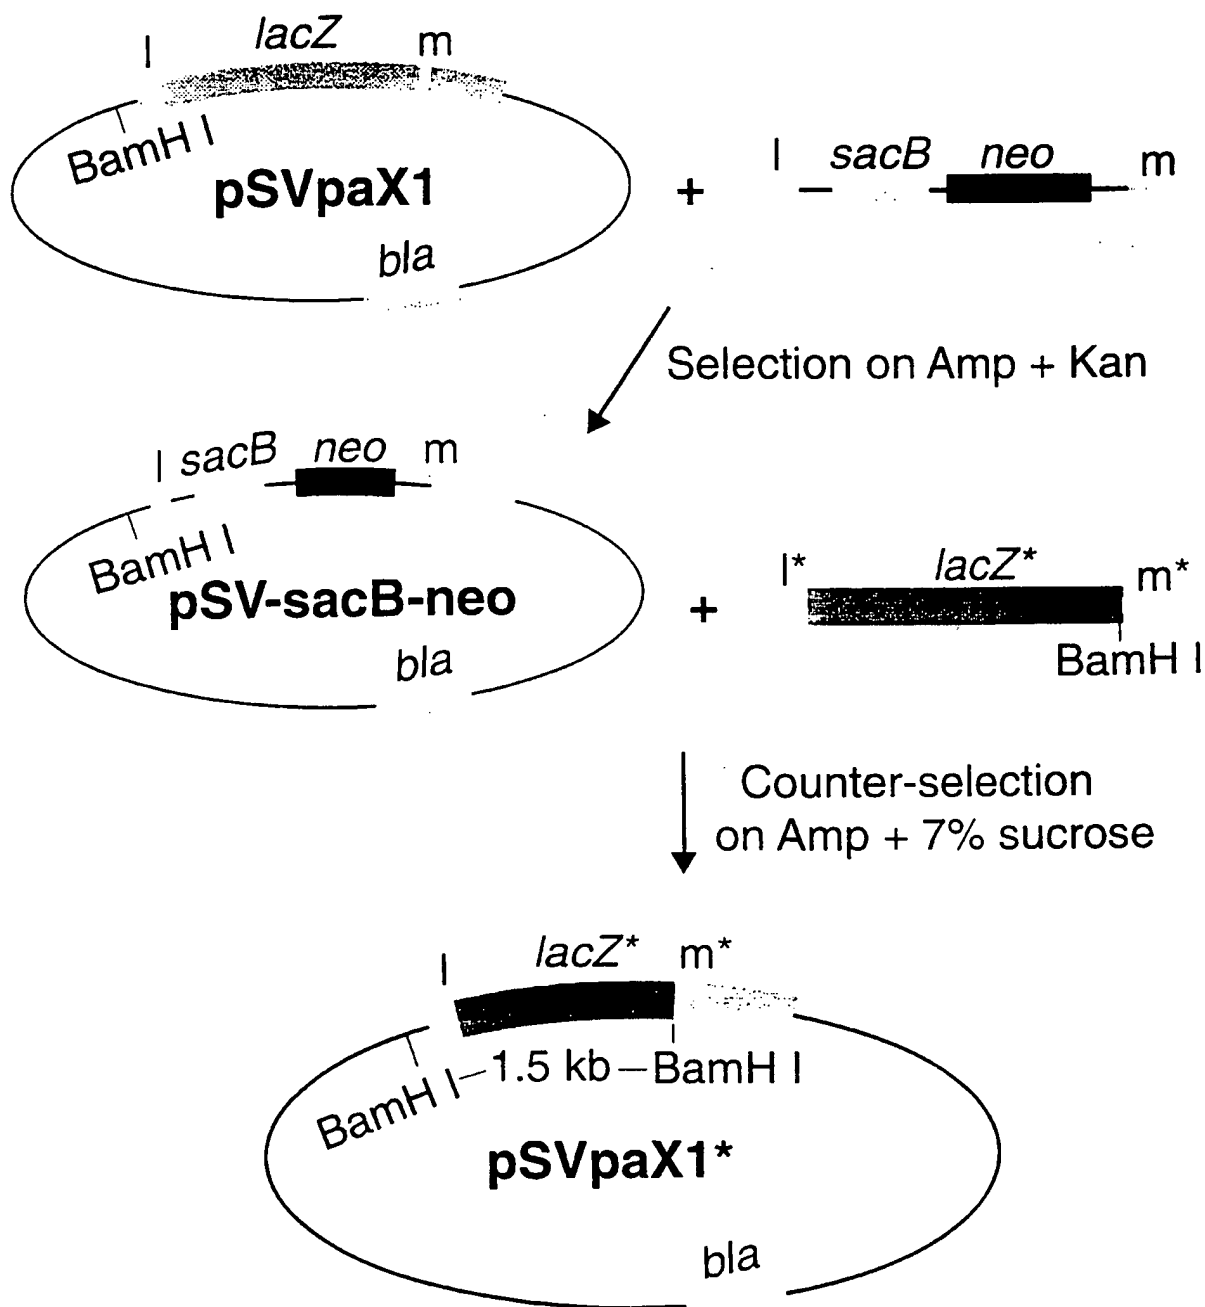 l lacZ m
BamH I
pSVpaX1
bla
+
l sacB neo m
Selection on Amp + Kan
l sacB neo m
BamH I
pSV-sacB-neo
bla
+
l* lacZ* m*
BamH I
Counter-selection
on Amp + 7% sucrose
l lacZ* m*
BamH I – 1.5 kb – BamH I
pSVpaX1*
bla